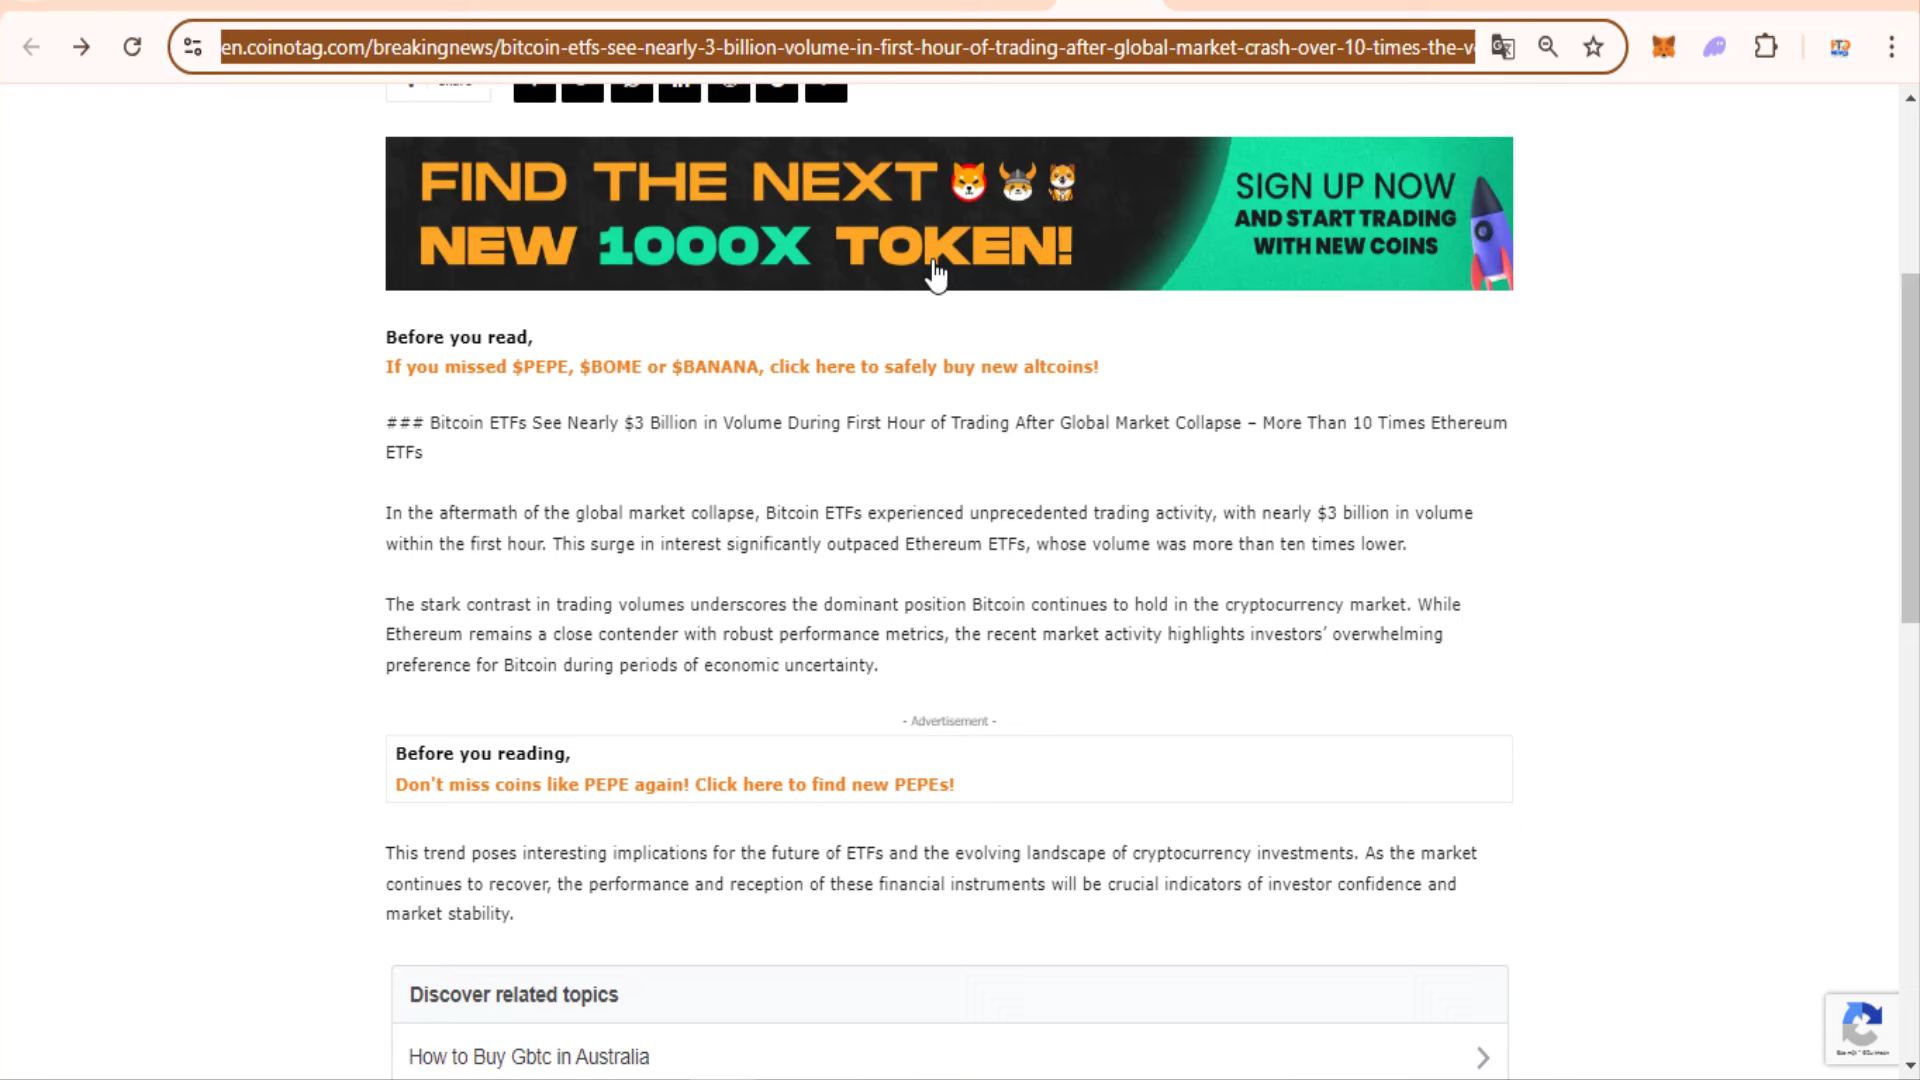 en.coinotag.com/breakingnews/bitcoin-etfs-see-nearly-3-billion-volume-in-first-hour-of-trading-after-global-market-crash-over-10-times-the-v
FIND THE NEXT
NEW 1000X TOKEN!
SIGN UP NOW
AND START TRADING
WITH NEW COINS
Before you read,
If you missed $PEPE, $BOME or $BANANA, click here to safely buy new altcoins!
### Bitcoin ETFs See Nearly $3 Billion in Volume During First Hour of Trading After Global Market Collapse – More Than 10 Times Ethereum
ETFs
In the aftermath of the global market collapse, Bitcoin ETFs experienced unprecedented trading activity, with nearly $3 billion in volume
within the first hour. This surge in interest significantly outpaced Ethereum ETFs, whose volume was more than ten times lower.
The stark contrast in trading volumes underscores the dominant position Bitcoin continues to hold in the cryptocurrency market. While
Ethereum remains a close contender with robust performance metrics, the recent market activity highlights investors’ overwhelming
preference for Bitcoin during periods of economic uncertainty.
- Advertisement -
Before you reading,
Don't miss coins like PEPE again! Click here to find new PEPEs!
This trend poses interesting implications for the future of ETFs and the evolving landscape of cryptocurrency investments. As the market
continues to recover, the performance and reception of these financial instruments will be crucial indicators of investor confidence and
market stability.
Discover related topics
How to Buy Gbtc in Australia